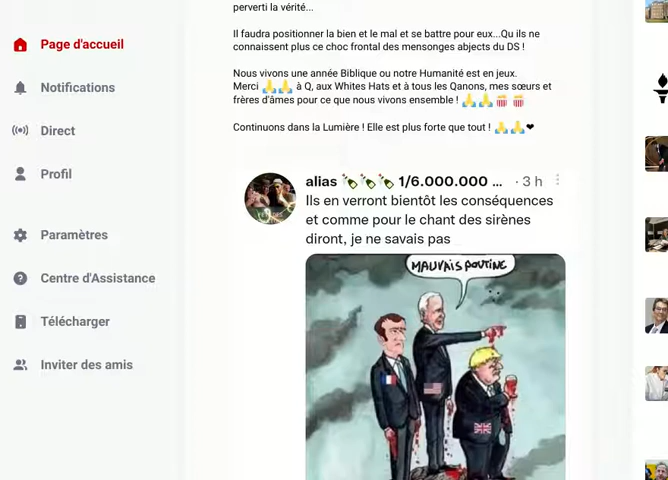 perverti la vérité...
Il faudra positionner la bien et le mal et se battre pour eux...Qu ils ne
connaissent plus ce choc frontal des mensonges abjects du DS !
Nous vivons une année Biblique ou notre Humanité est en jeux.
Merci 🙏🙏 à Q, aux White Hats et à tous les Qanons, mes sœurs et
frères d'âmes pour ce que nous vivons ensemble ! 🙏🙏🍿🍿
Continuons dans la Lumière ! Elle est plus forte que tout ! 🙏🙏❤
Page d'accueil
Notifications
Direct
Profil
Paramètres
Centre d'Assistance
Télécharger
Inviter des amis
alias 🍾🍾🍾 1/6.000.000 ... · 3 h
Ils en verront bientôt les conséquences
et comme pour le chant des sirènes
diront, je ne savais pas
MAUVAIS POUTINE